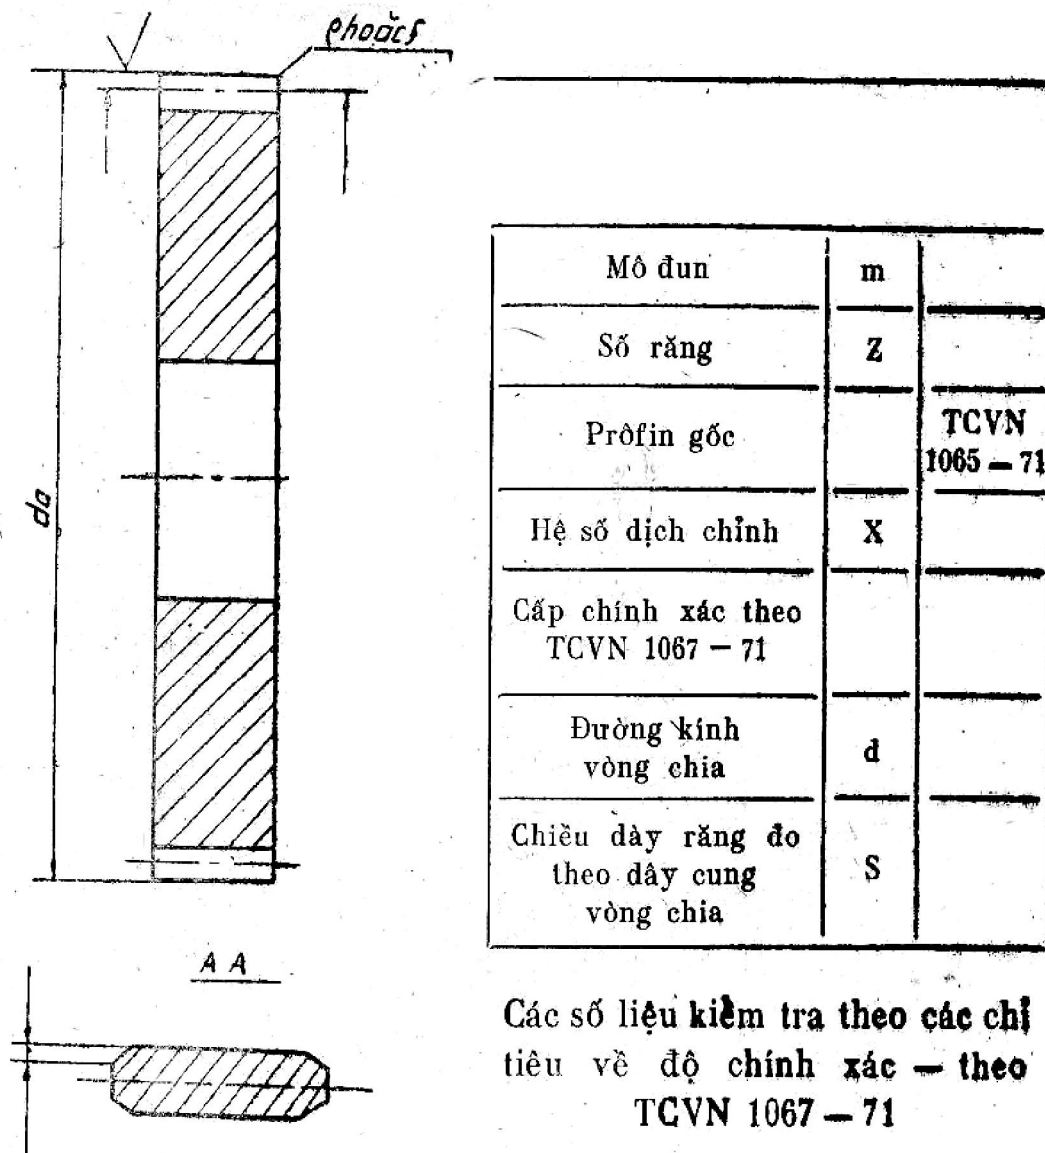 ρhoặc f
da
A A
Mô đun m
Số răng Z
Prôfin gốc TCVN
1065 — 71
Hệ số dịch chỉnh X
Cấp chính xác theo
TCVN 1067 — 71
Đường kính
vòng chia d
Chiều dày răng đo
theo dây cung S
vòng chia
Các số liệu kiểm tra theo các chỉ
tiêu về độ chính xác — theo
TCVN 1067 — 71